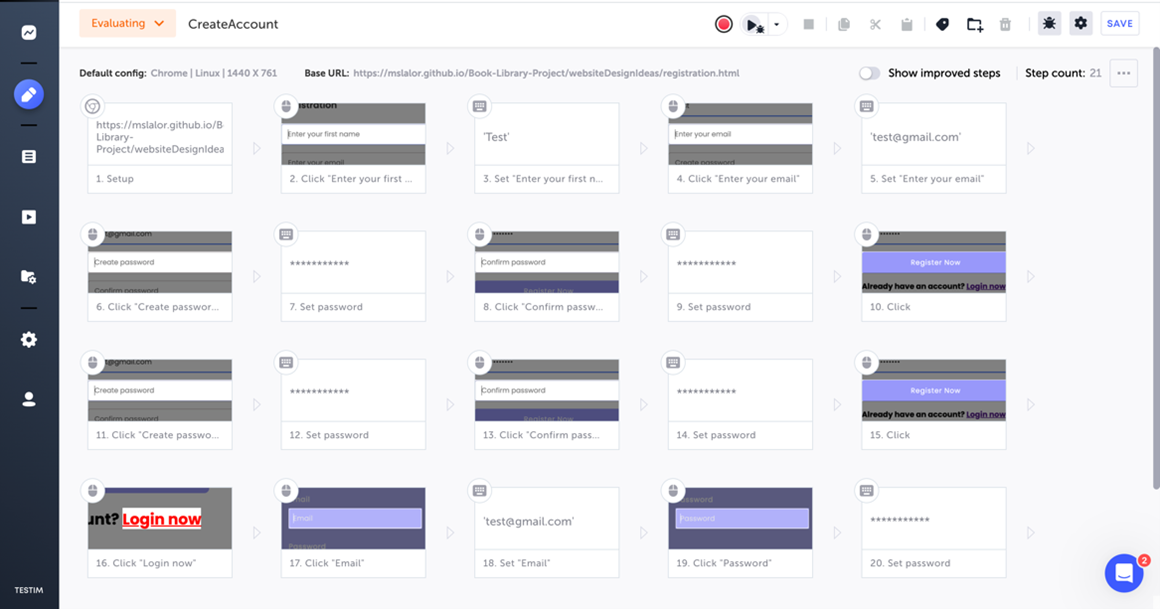 Evaluating
CreateAccount
SAVE
Default config: Chrome | Linux | 1440 X 761
Base URL: https://mslalor.github.io/Book-Library-Project/websiteDesignIdeas/registration.html
Show improved steps
Step count: 21
https://mslalor.github.io/B
Library-
Project/websiteDesignIdea
1. Setup
istration
Enter your first name
Enter your email
2. Click "Enter your first ...
'Test'
3. Set "Enter your first n...
Enter your email
Create password
4. Click "Enter your email"
'test@gmail.com'
5. Set "Enter your email"
@gmail.com
Create password
Confirm password
6. Click "Create passwor...
***********
7. Set password
Confirm password
Register Now
8. Click "Confirm passw...
***********
9. Set password
Register Now
Already have an account? Login now
10. Click
@gmail.com
Create password
Confirm password
11. Click "Create passwo...
***********
12. Set password
Confirm password
Register Now
13. Click "Confirm pass...
***********
14. Set password
Register Now
Already have an account? Login now
15. Click
unt? Login now
16. Click "Login now"
Email
Password
17. Click "Email"
'test@gmail.com'
18. Set "Email"
ssword
Password
19. Click "Password"
***********
20. Set password
TESTIM
2